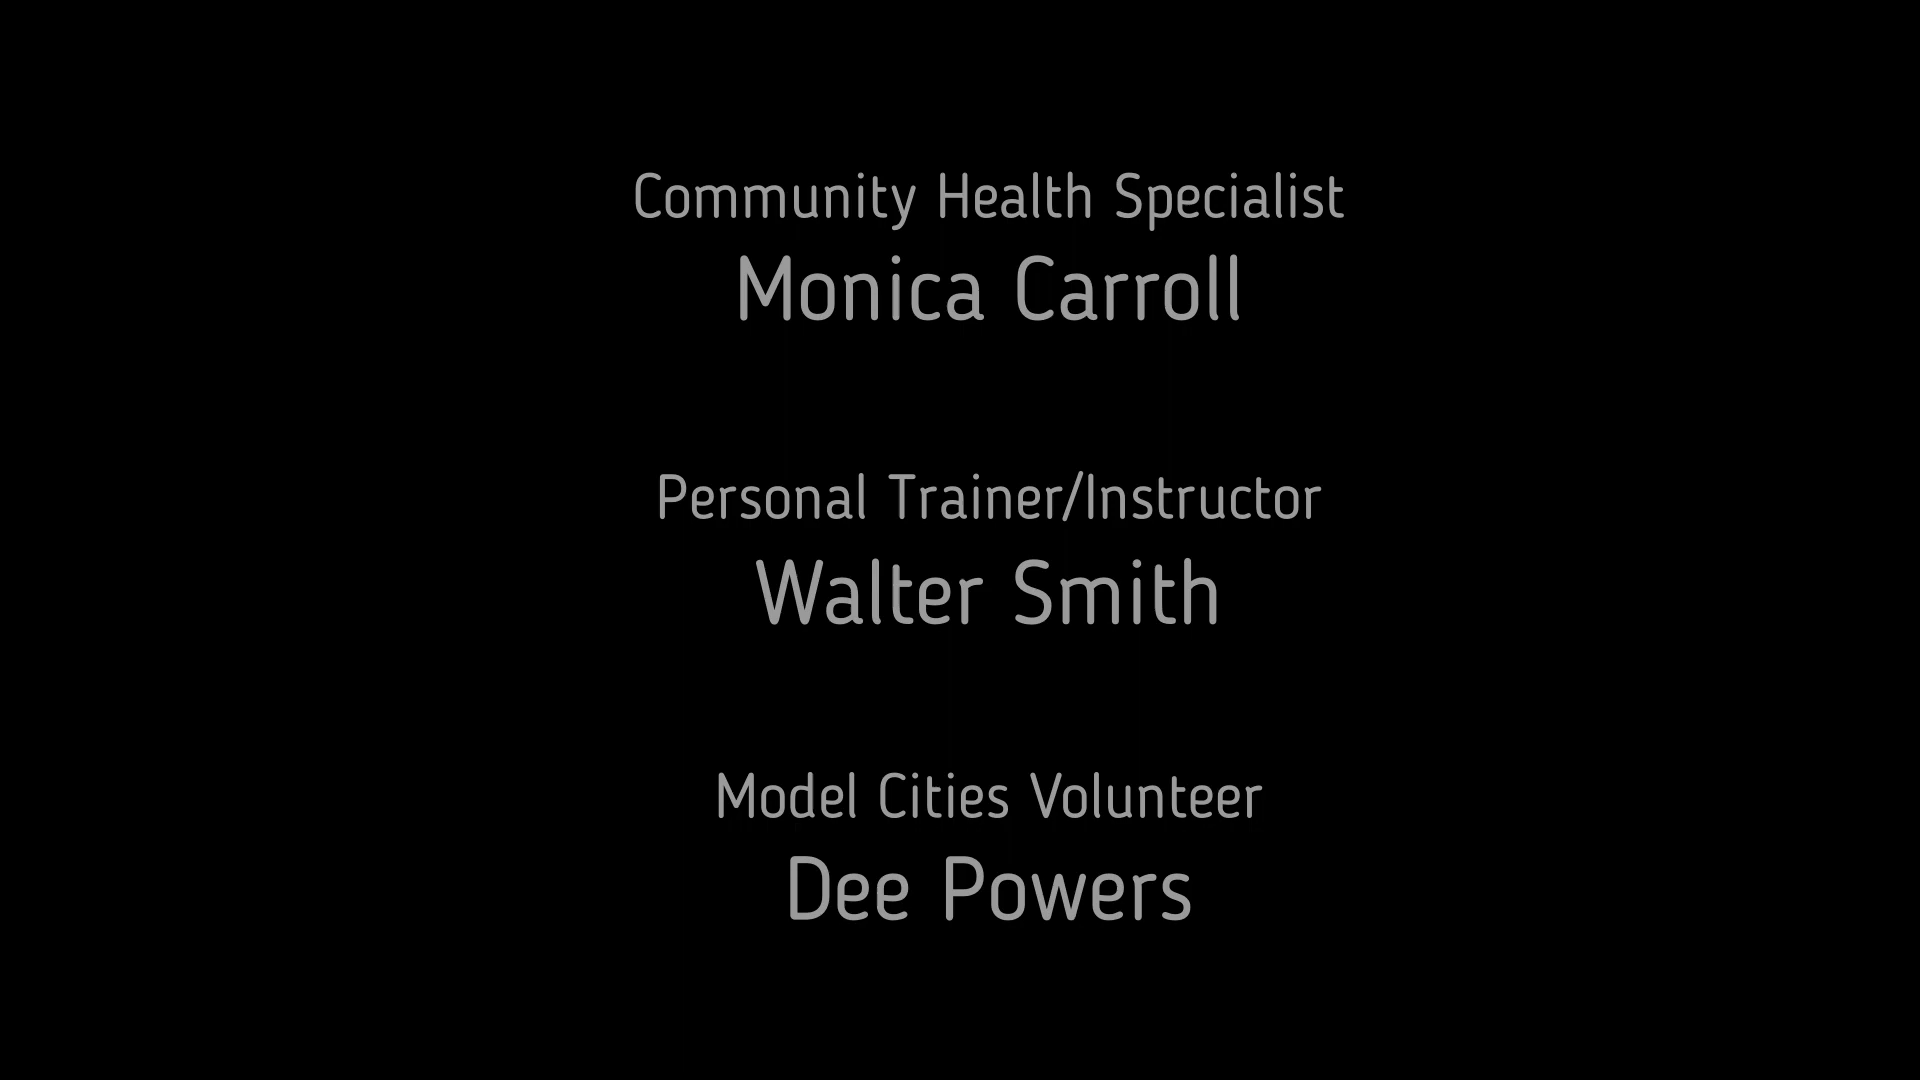 Community Health Specialist
Monica Carroll
Personal Trainer/Instructor
Walter Smith
Model Cities Volunteer
Dee Powers